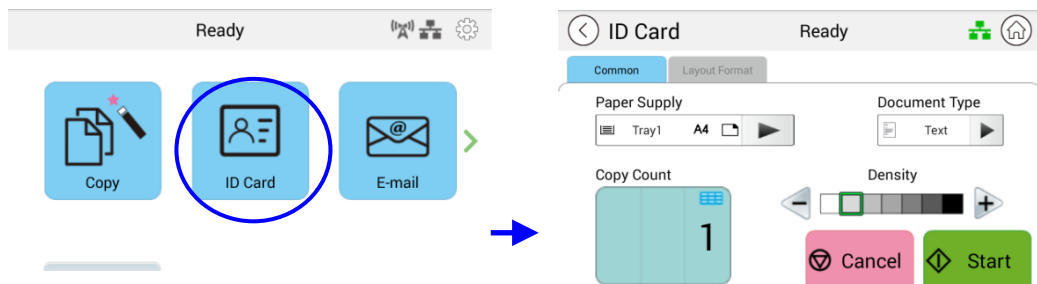 Ready
Copy
ID Card
E-mail
@
ID Card
Ready
Common
Layout Format
Paper Supply
Document Type
Tray1 A4
Text
Copy Count
Density
1
Cancel
Start